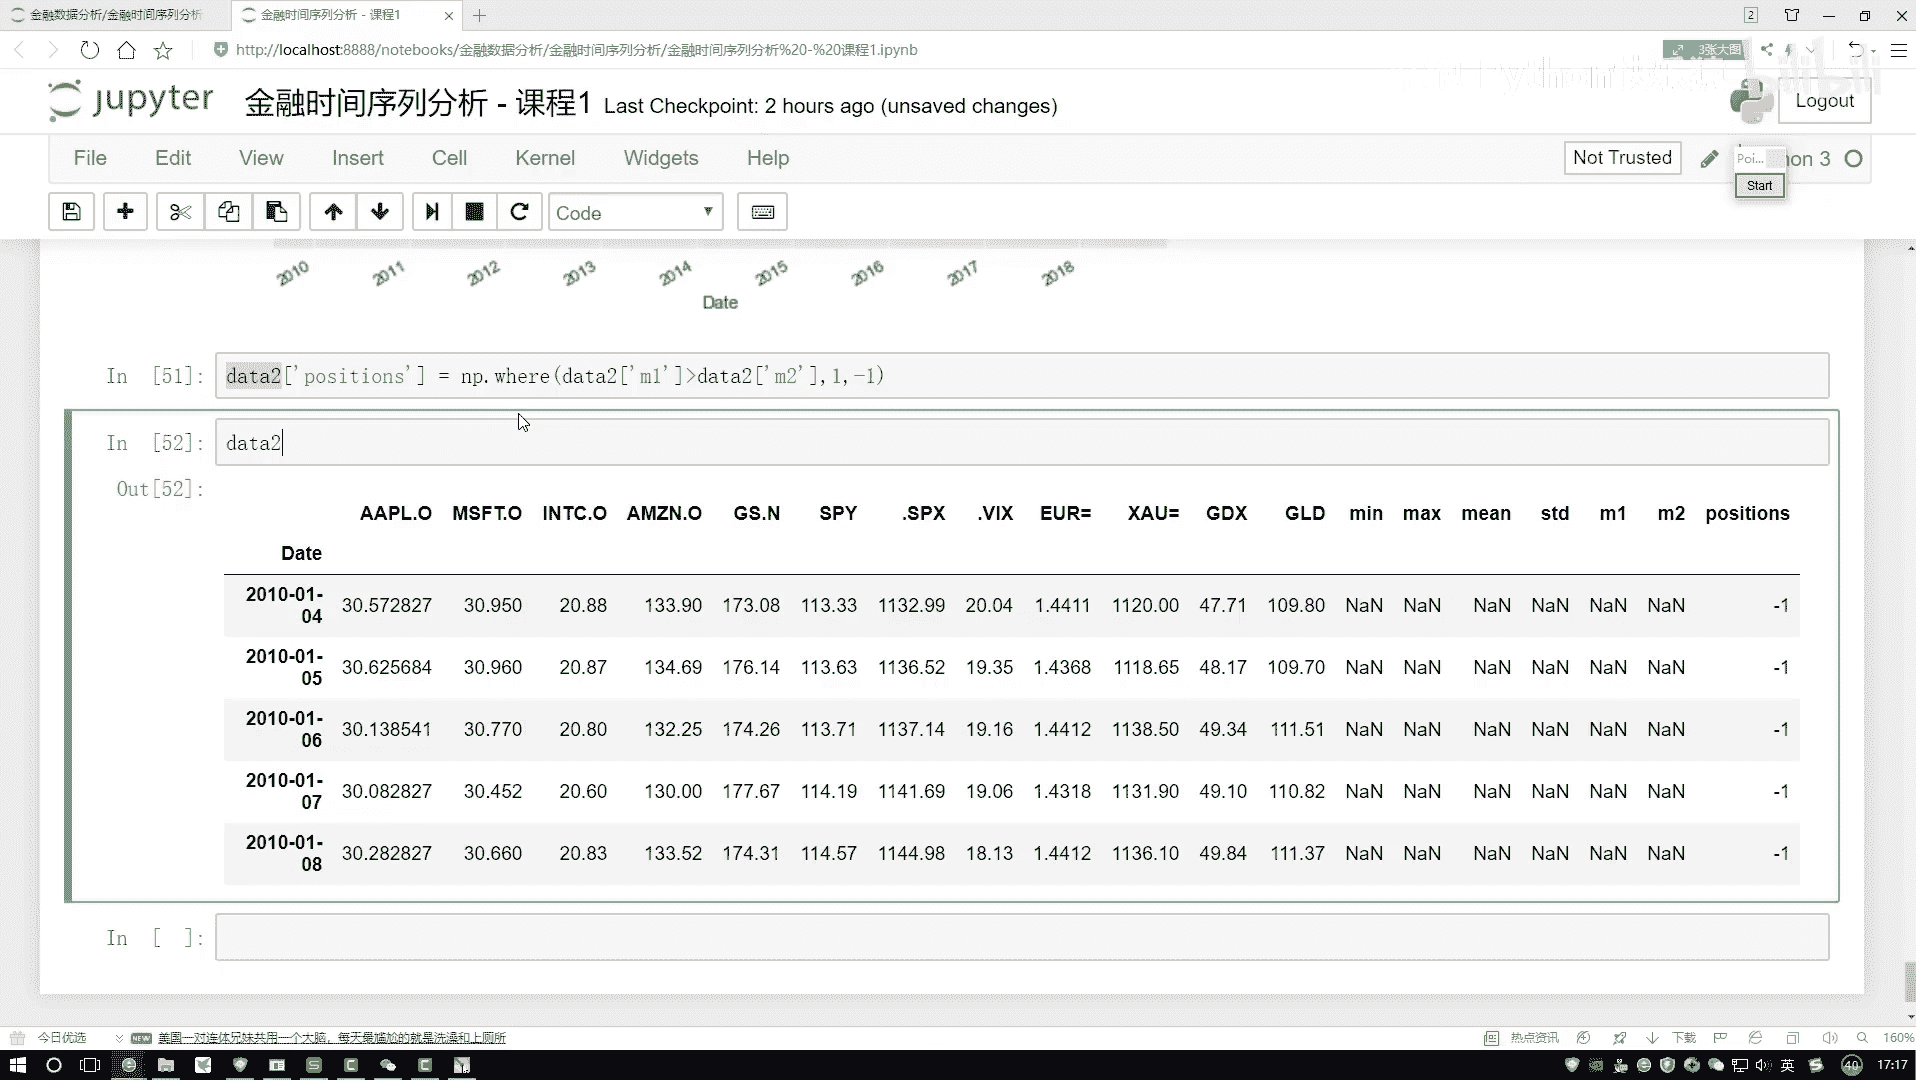 金融数据分析/金融时间序列分析
金融时间序列分析 - 课程1
2
http://localhost:8888/notebooks/金融数据分析/金融时间序列分析/金融时间序列分析%20-%20课程1.ipynb
3张大图
bilibili
jupyter 金融时间序列分析 - 课程1 Last Checkpoint: 2 hours ago (unsaved changes)
Logout
File Edit View Insert Cell Kernel Widgets Help
Not Trusted
Poi...
hon 3
Start
Code
2010 2011 2012 2013 2014 2015 2016 2017 2018
Date
In [51]: data2['positions'] = np.where(data2['m1']>data2['m2'],1,-1)
In [52]: data2
Out[52]:
AAPL.O MSFT.O INTC.O AMZN.O GS.N SPY .SPX .VIX EUR= XAU= GDX GLD min max mean std m1 m2 positions
Date
2010-01-
04 30.572827 30.950 20.88 133.90 173.08 113.33 1132.99 20.04 1.4411 1120.00 47.71 109.80 NaN NaN NaN NaN NaN NaN -1
2010-01-
05 30.625684 30.960 20.87 134.69 176.14 113.63 1136.52 19.35 1.4368 1118.65 48.17 109.70 NaN NaN NaN NaN NaN NaN -1
2010-01-
06 30.138541 30.770 20.80 132.25 174.26 113.71 1137.14 19.16 1.4412 1138.50 49.34 111.51 NaN NaN NaN NaN NaN NaN -1
2010-01-
07 30.082827 30.452 20.60 130.00 177.67 114.19 1141.69 19.06 1.4318 1131.90 49.10 110.82 NaN NaN NaN NaN NaN NaN -1
2010-01-
08 30.282827 30.660 20.83 133.52 174.31 114.57 1144.98 18.13 1.4412 1136.10 49.84 111.37 NaN NaN NaN NaN NaN NaN -1
In [ ]:
今日优选
NEW 美国一对连体兄妹共用一个大脑，每天最尴尬的就是洗澡和上厕所
热点资讯
下载
160%
英
40
17:17